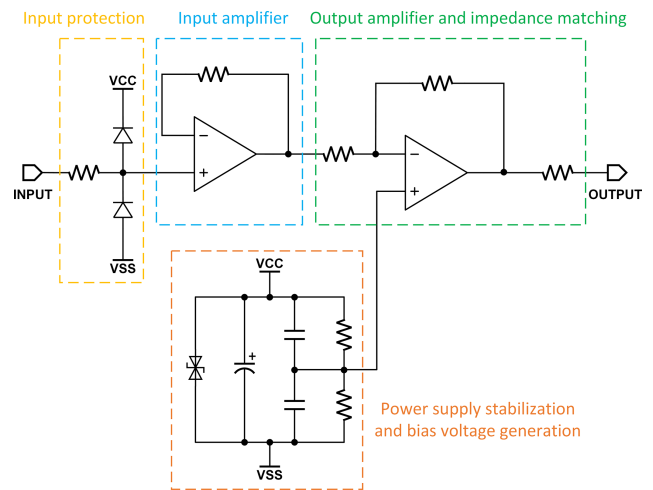 Input protection
Input amplifier
Output amplifier and impedance matching
VCC
INPUT
VSS
−
+
−
+
OUTPUT
VCC
+
VSS
Power supply stabilization
and bias voltage generation